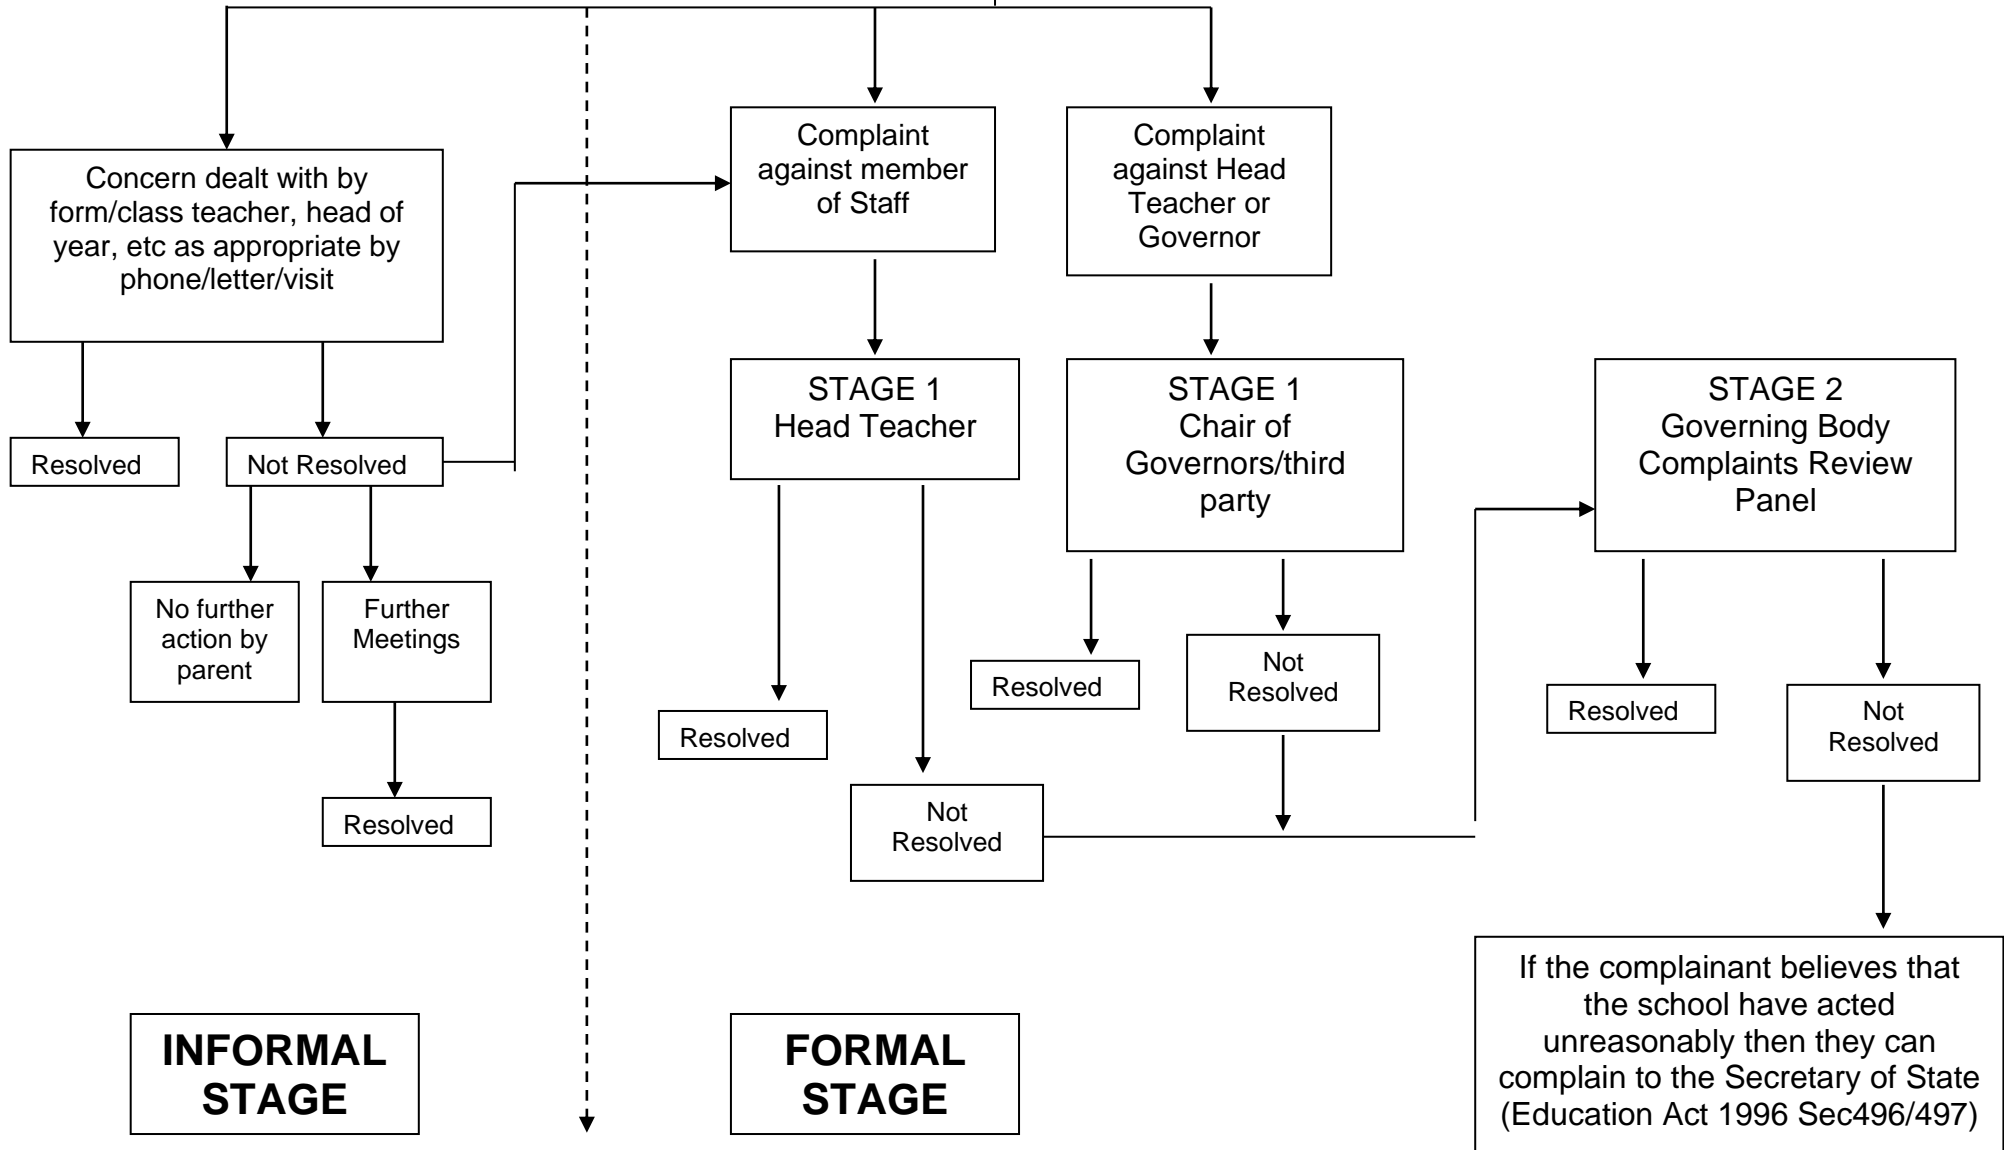 Concern dealt with by
form/class teacher, head of
year, etc as appropriate by
phone/letter/visit
Complaint
against member
of Staff
Complaint
against Head
Teacher or
Governor
Resolved
Not Resolved
No further
action by
parent
Further
Meetings
Resolved
STAGE 1
Head Teacher
Resolved
Not
Resolved
STAGE 1
Chair of
Governors/third
party
Resolved
Not
Resolved
STAGE 2
Governing Body
Complaints Review
Panel
Resolved
Not
Resolved
If the complainant believes that
the school have acted
unreasonably then they can
complain to the Secretary of State
(Education Act 1996 Sec496/497)
INFORMAL
STAGE
FORMAL
STAGE